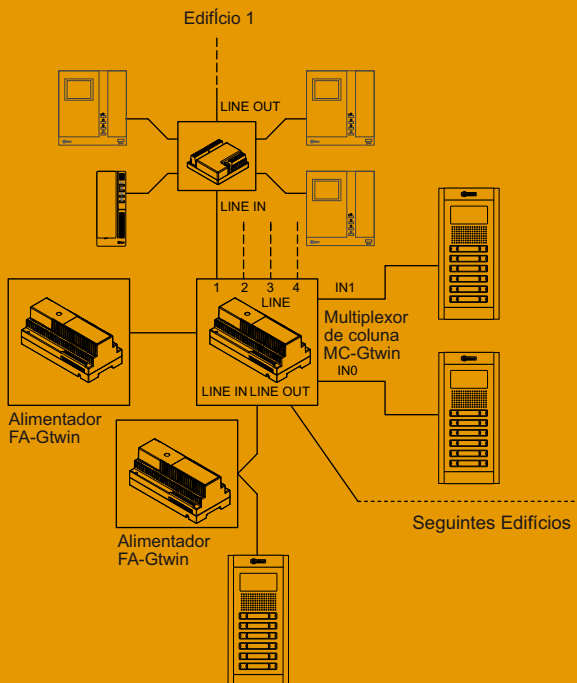 Edifício 1
LINE OUT
LINE IN
1 2 3 4
LINE
IN1
Multiplexor
de coluna
MC-Gtwin
IN0
LINE IN LINE OUT
Alimentador
FA-Gtwin
Alimentador
FA-Gtwin
Seguintes Edifícios